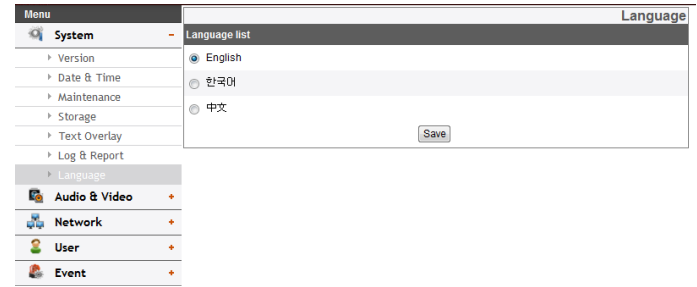 Menu
System
Version
Date & Time
Maintenance
Storage
Text Overlay
Log & Report
Language
Audio & Video
Network
User
Event
Language
Language list
English
한국어
中文
Save